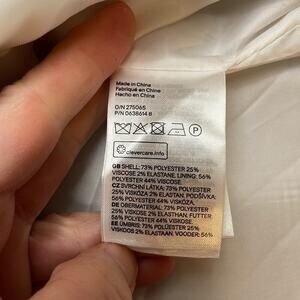 Made in China
Fabriqué en Chine
Hecho en China
O/N 275065
P/N 0638614 8
P
clevercare.info
GB SHELL: 73% POLYESTER 25%
VISCOSE 2% ELASTANE. LINING: 56%
POLYESTER 44% VISCOSE.
CZ SVRCHNÍ LÁTKA: 73% POLYESTER
25% VISKÓZA 2% ELASTAN. PODŠÍVKA:
56% POLYESTER 44% VISKÓZA.
DE OBERMATERIAL: 73% POLYESTER
25% VISKOSE 2% ELASTHAN. FUTTER:
56% POLYESTER 44% VISKOSE.
EE ÜMBRIS: 73% POLÜESTER 25%
VISKOOS 2% ELASTAAN. VOODER: 56%